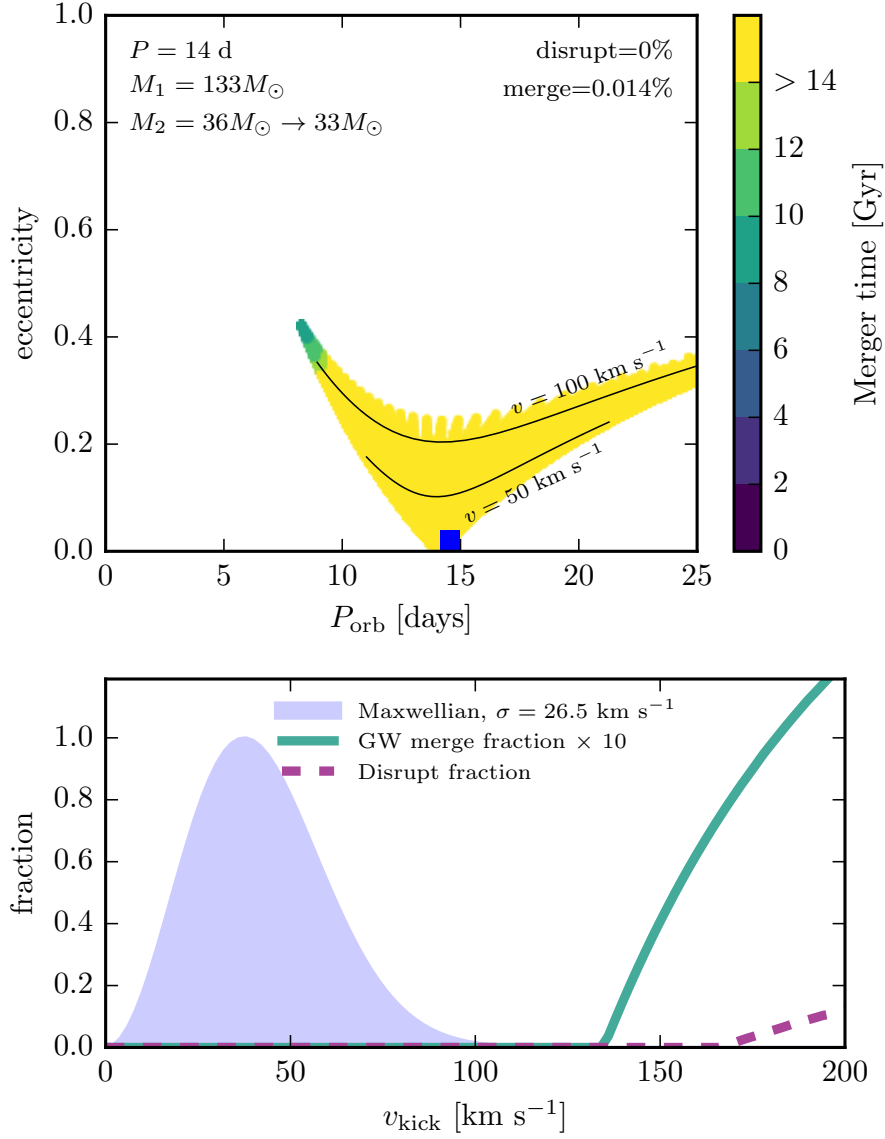 1.0
0.8
0.6
0.4
0.2
0.0
eccentricity
P = 14 d
M₁ = 133M⊙
M₂ = 36M⊙ → 33M⊙
disrupt=0%
merge=0.014%
v = 100 km s⁻¹
v = 50 km s⁻¹
0 5 10 15 20 25
P_orb [days]
> 14
12
10
8
6
4
2
0
Merger time [Gyr]
Maxwellian, σ = 26.5 km s⁻¹
GW merge fraction × 10
Disrupt fraction
1.0
0.8
0.6
0.4
0.2
0.0
fraction
0 50 100 150 200
v_kick [km s⁻¹]